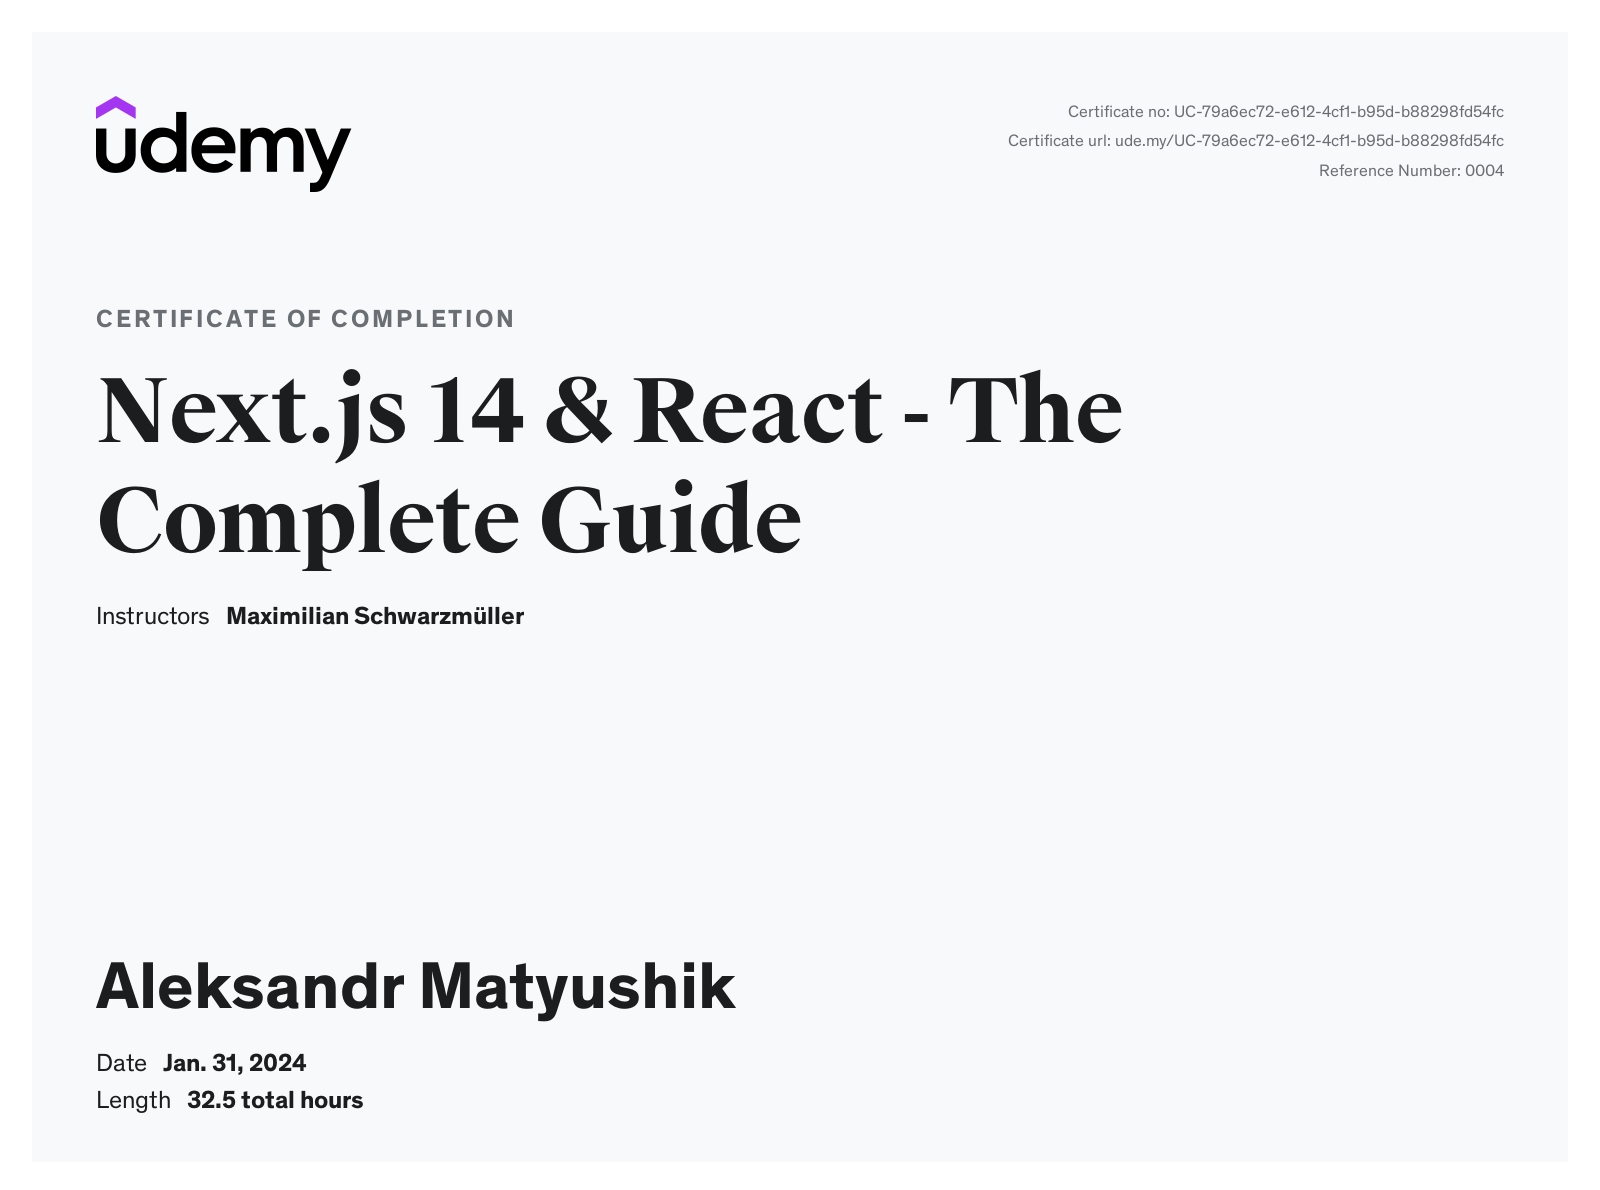 udemy
Certificate no: UC-79a6ec72-e612-4cf1-b95d-b88298fd54fc
Certificate url: ude.my/UC-79a6ec72-e612-4cf1-b95d-b88298fd54fc
Reference Number: 0004
CERTIFICATE OF COMPLETION
Next.js 14 & React - The
Complete Guide
Instructors Maximilian Schwarzmüller
Aleksandr Matyushik
Date Jan. 31, 2024
Length 32.5 total hours